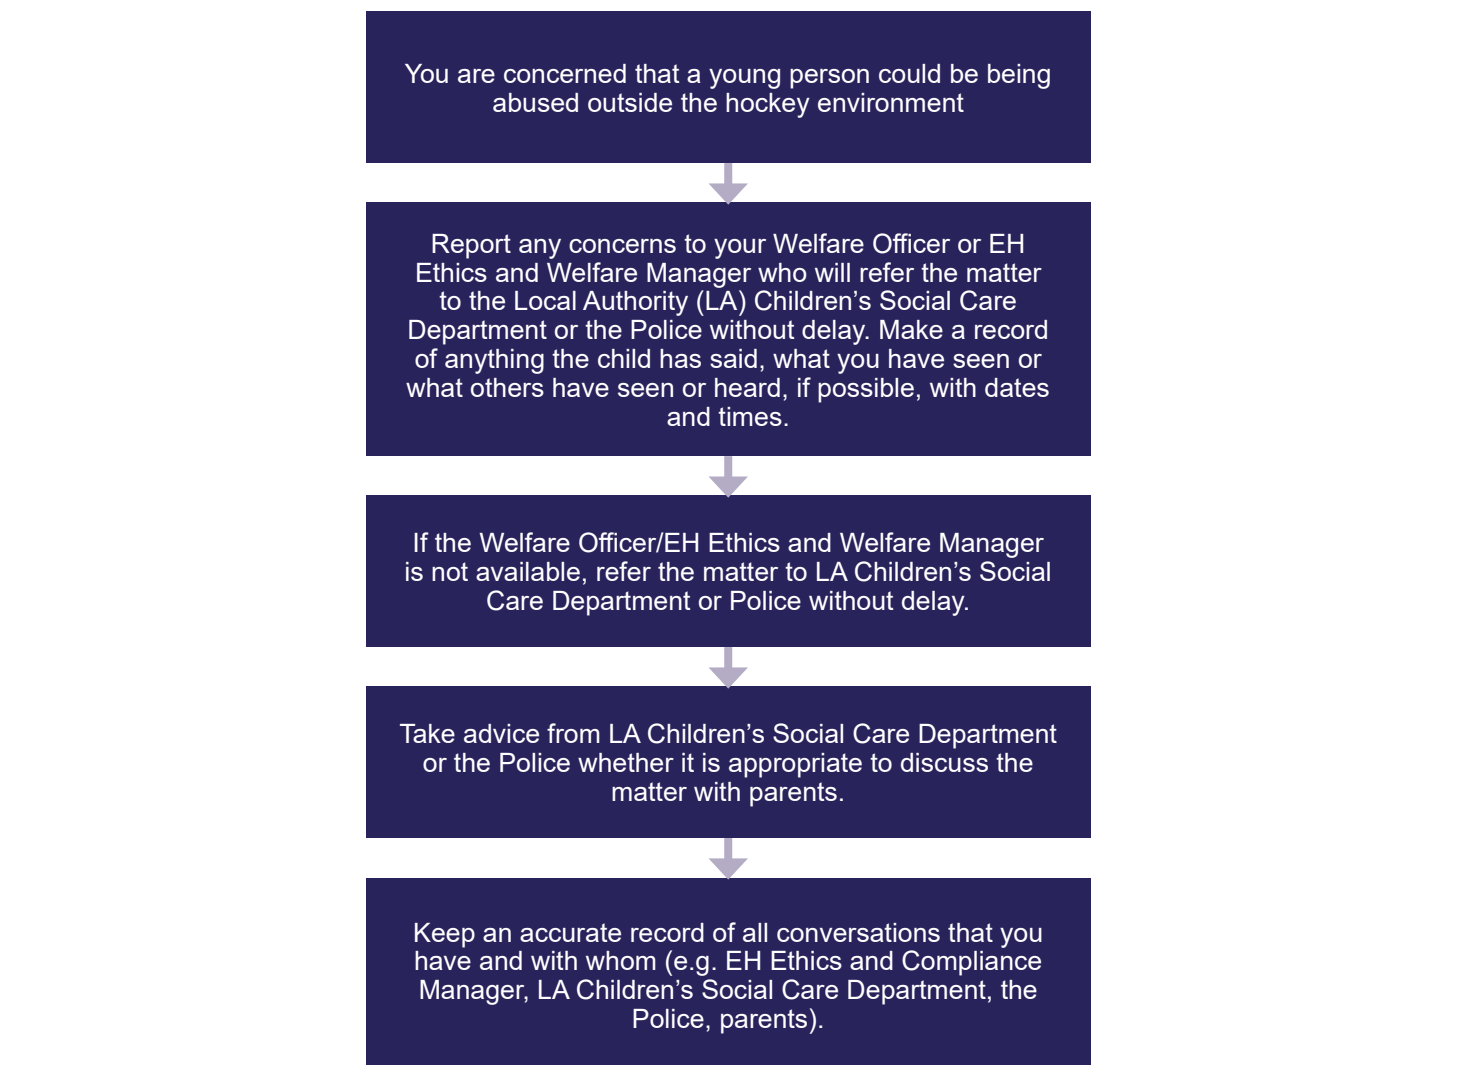 You are concerned that a young person could be being
abused outside the hockey environment
Report any concerns to your Welfare Officer or EH
Ethics and Welfare Manager who will refer the matter
to the Local Authority (LA) Children’s Social Care
Department or the Police without delay. Make a record
of anything the child has said, what you have seen or
what others have seen or heard, if possible, with dates
and times.
If the Welfare Officer/EH Ethics and Welfare Manager
is not available, refer the matter to LA Children’s Social
Care Department or Police without delay.
Take advice from LA Children’s Social Care Department
or the Police whether it is appropriate to discuss the
matter with parents.
Keep an accurate record of all conversations that you
have and with whom (e.g. EH Ethics and Compliance
Manager, LA Children’s Social Care Department, the
Police, parents).